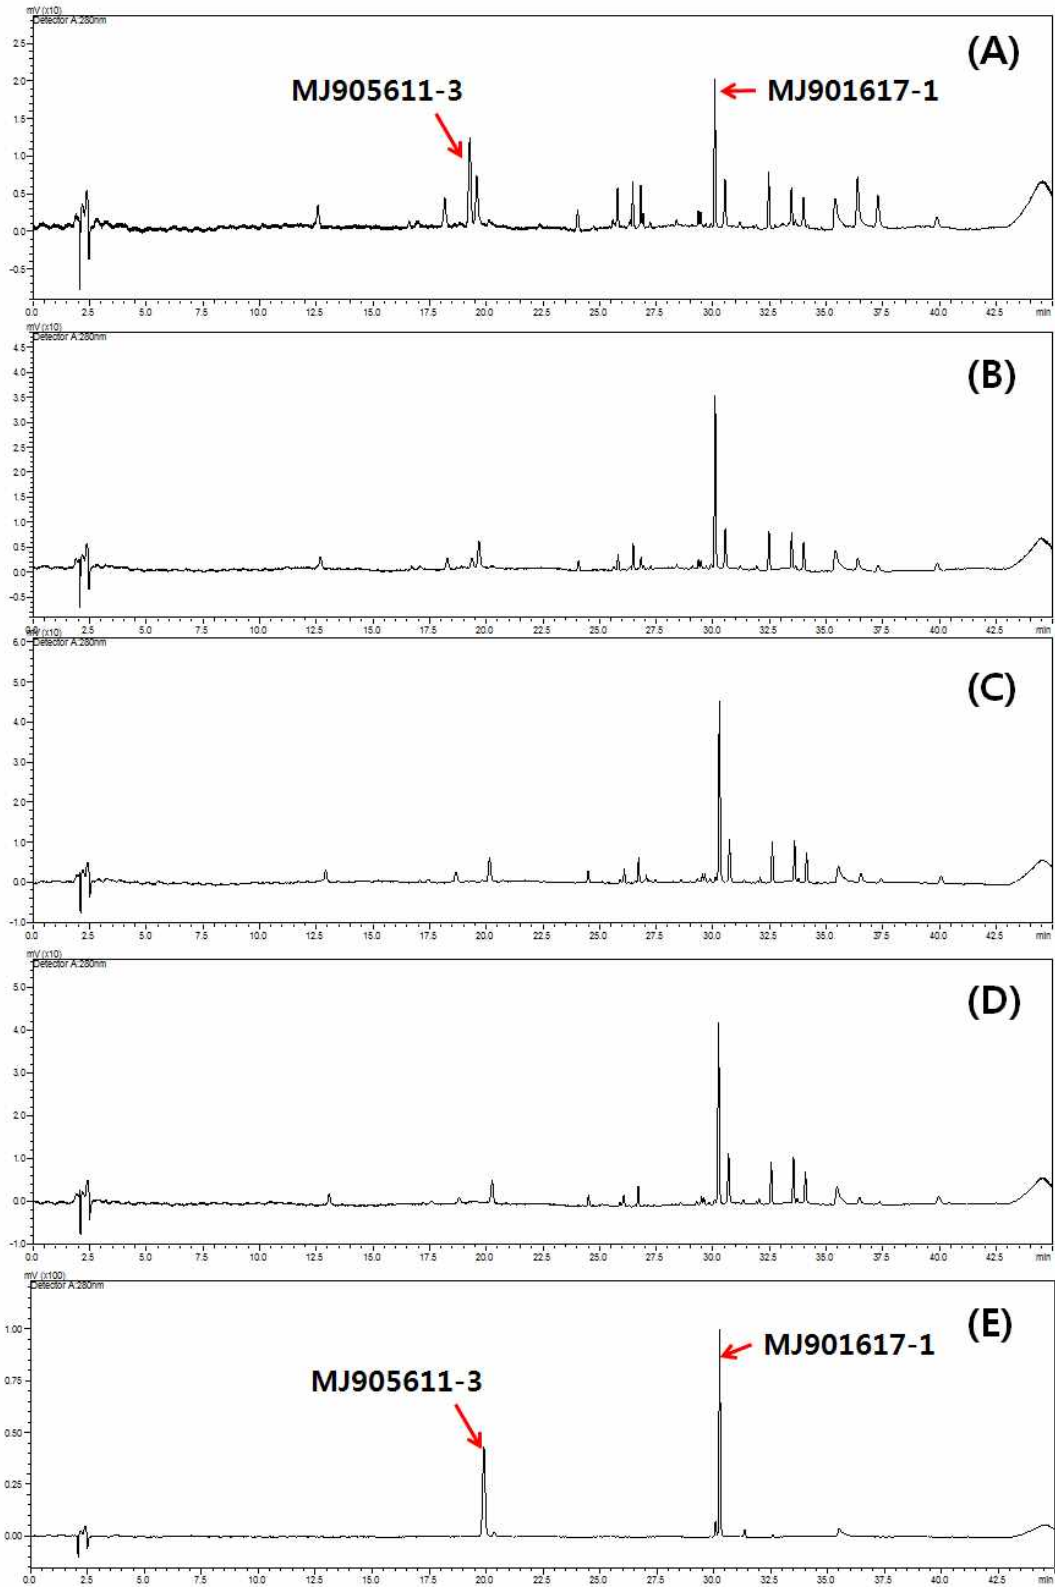 mV (x10)
Detector A:280nm
(A)
MJ905611-3
MJ901617-1
2.5
2.0
1.5
1.0
0.5
0.0
-0.5
0.0 2.5 5.0 7.5 10.0 12.5 15.0 17.5 20.0 22.5 25.0 27.5 30.0 32.5 35.0 37.5 40.0 42.5 min
mV (x10)
Detector A:280nm
(B)
4.5
4.0
3.5
3.0
2.5
2.0
1.5
1.0
0.5
0.0
-0.5
0.0 2.5 5.0 7.5 10.0 12.5 15.0 17.5 20.0 22.5 25.0 27.5 30.0 32.5 35.0 37.5 40.0 42.5 min
mV (x10)
Detector A:280nm
(C)
6.0
5.0
4.0
3.0
2.0
1.0
0.0
-1.0
0.0 2.5 5.0 7.5 10.0 12.5 15.0 17.5 20.0 22.5 25.0 27.5 30.0 32.5 35.0 37.5 40.0 42.5 min
mV (x10)
Detector A:280nm
(D)
5.0
4.0
3.0
2.0
1.0
0.0
-1.0
0.0 2.5 5.0 7.5 10.0 12.5 15.0 17.5 20.0 22.5 25.0 27.5 30.0 32.5 35.0 37.5 40.0 42.5 min
mV (x100)
Detector A:280nm
(E)
MJ901617-1
MJ905611-3
1.00
0.75
0.50
0.25
0.00
0.0 2.5 5.0 7.5 10.0 12.5 15.0 17.5 20.0 22.5 25.0 27.5 30.0 32.5 35.0 37.5 40.0 42.5 min